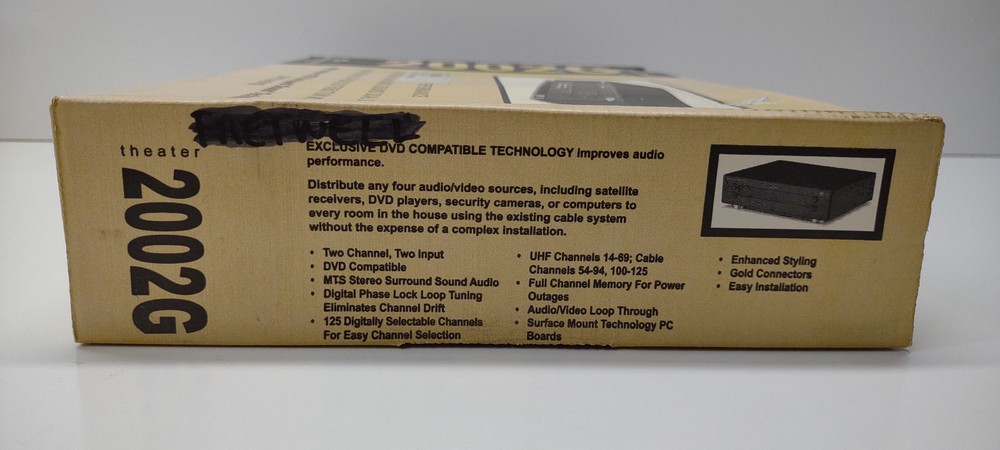 2002G
theater
2002G
EXCLUSIVE DVD COMPATIBLE TECHNOLOGY improves audio
performance.
Distribute any four audio/video sources, including satellite
receivers, DVD players, security cameras, or computers to
every room in the house using the existing cable system
without the expense of a complex installation.
• Two Channel, Two Input
• DVD Compatible
• MTS Stereo Surround Sound Audio
• Digital Phase Lock Loop Tuning
Eliminates Channel Drift
• 125 Digitally Selectable Channels
For Easy Channel Selection
• UHF Channels 14-69; Cable
Channels 54-94, 100-125
• Full Channel Memory For Power
Outages
• Audio/Video Loop Through
• Surface Mount Technology PC
Boards
• Enhanced Styling
• Gold Connectors
• Easy Installation